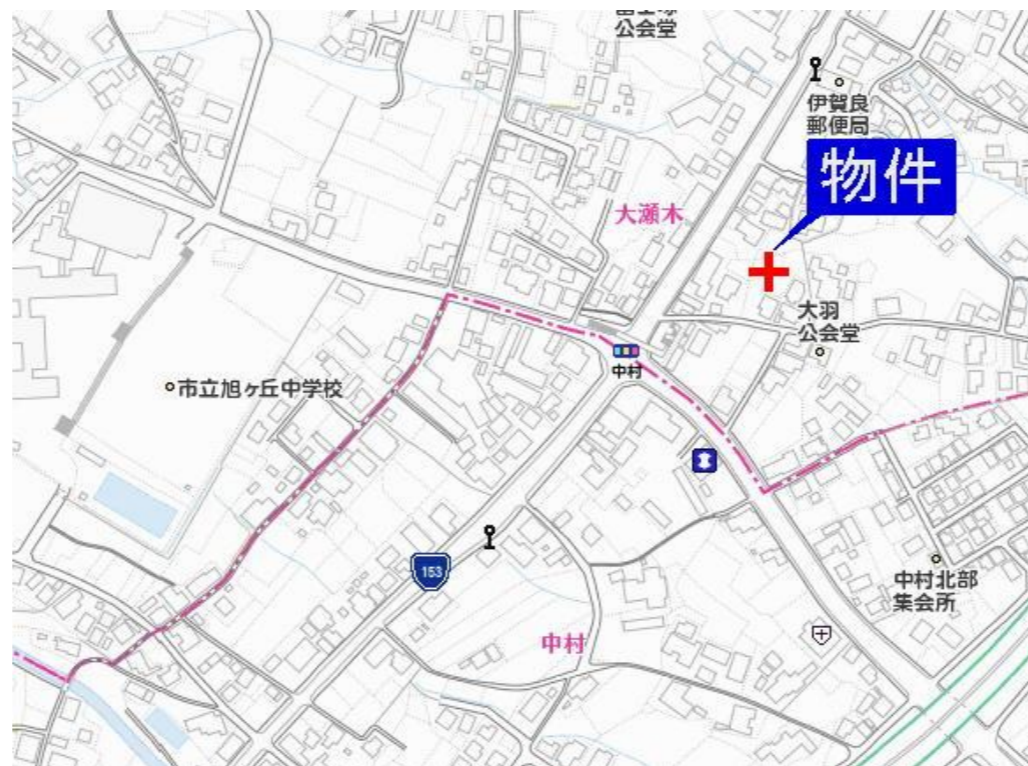 公会堂
伊賀良
郵便局
物件
大瀬木
大羽
公会堂
中村
市立旭ヶ丘中学校
153
中村北部
集会所
中村